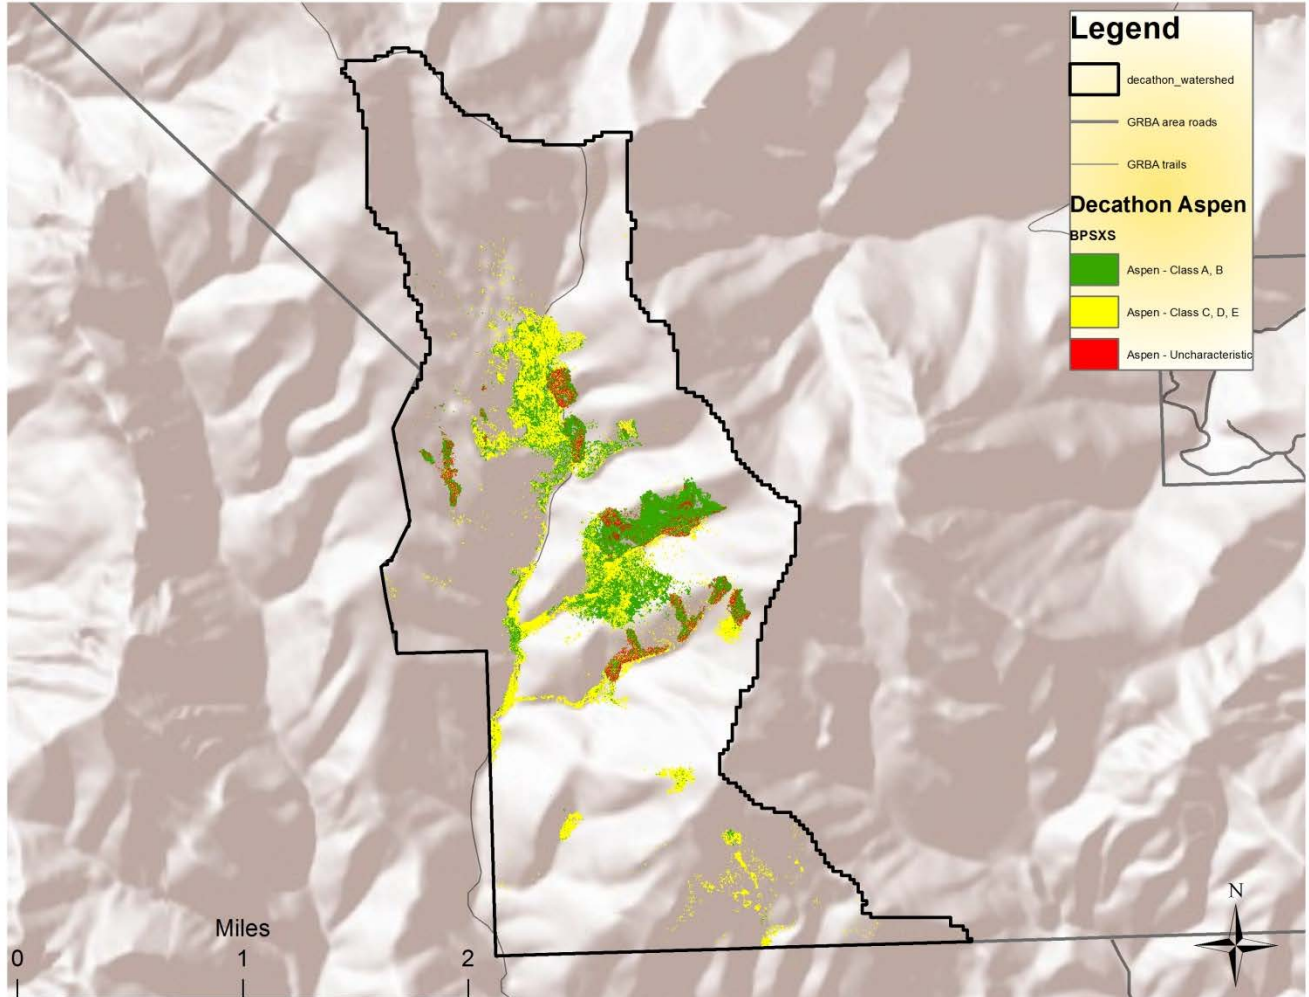 Legend
decathon_watershed
GRBA area roads
GRBA trails
Decathon Aspen
BPSXS
Aspen - Class A, B
Aspen - Class C, D, E
Aspen - Uncharacteristic
N
Miles
0 1 2